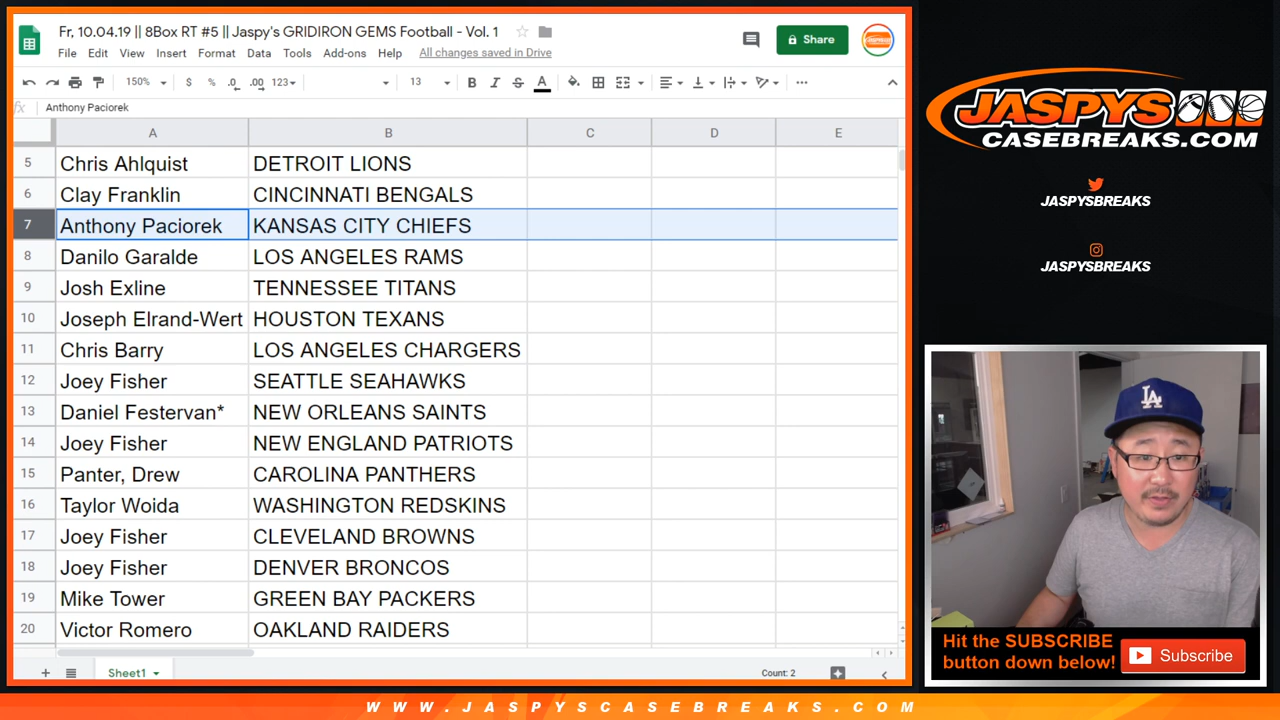 Fr, 10.04.19 || 8Box RT #5 || Jaspy's GRIDIRON GEMS Football - Vol. 1
File Edit View Insert Format Data Tools Add-ons Help All changes saved in Drive
Share
150% $ % .0 .00 123 13 B I S A
fx Anthony Paciorek
A B C D E
5 Chris Ahlquist DETROIT LIONS
6 Clay Franklin CINCINNATI BENGALS
7 Anthony Paciorek KANSAS CITY CHIEFS
8 Danilo Garalde LOS ANGELES RAMS
9 Josh Exline TENNESSEE TITANS
10 Joseph Elrand-Wert HOUSTON TEXANS
11 Chris Barry LOS ANGELES CHARGERS
12 Joey Fisher SEATTLE SEAHAWKS
13 Daniel Festervan* NEW ORLEANS SAINTS
14 Joey Fisher NEW ENGLAND PATRIOTS
15 Panter, Drew CAROLINA PANTHERS
16 Taylor Woida WASHINGTON REDSKINS
17 Joey Fisher CLEVELAND BROWNS
18 Joey Fisher DENVER BRONCOS
19 Mike Tower GREEN BAY PACKERS
20 Victor Romero OAKLAND RAIDERS
Sheet1
Count: 2
JASPYS
CASEBREAKS.COM
JASPYSBREAKS
JASPYSBREAKS
LA
Hit the SUBSCRIBE
button down below!
Subscribe
WWW.JASPYSCASEBREAKS.COM